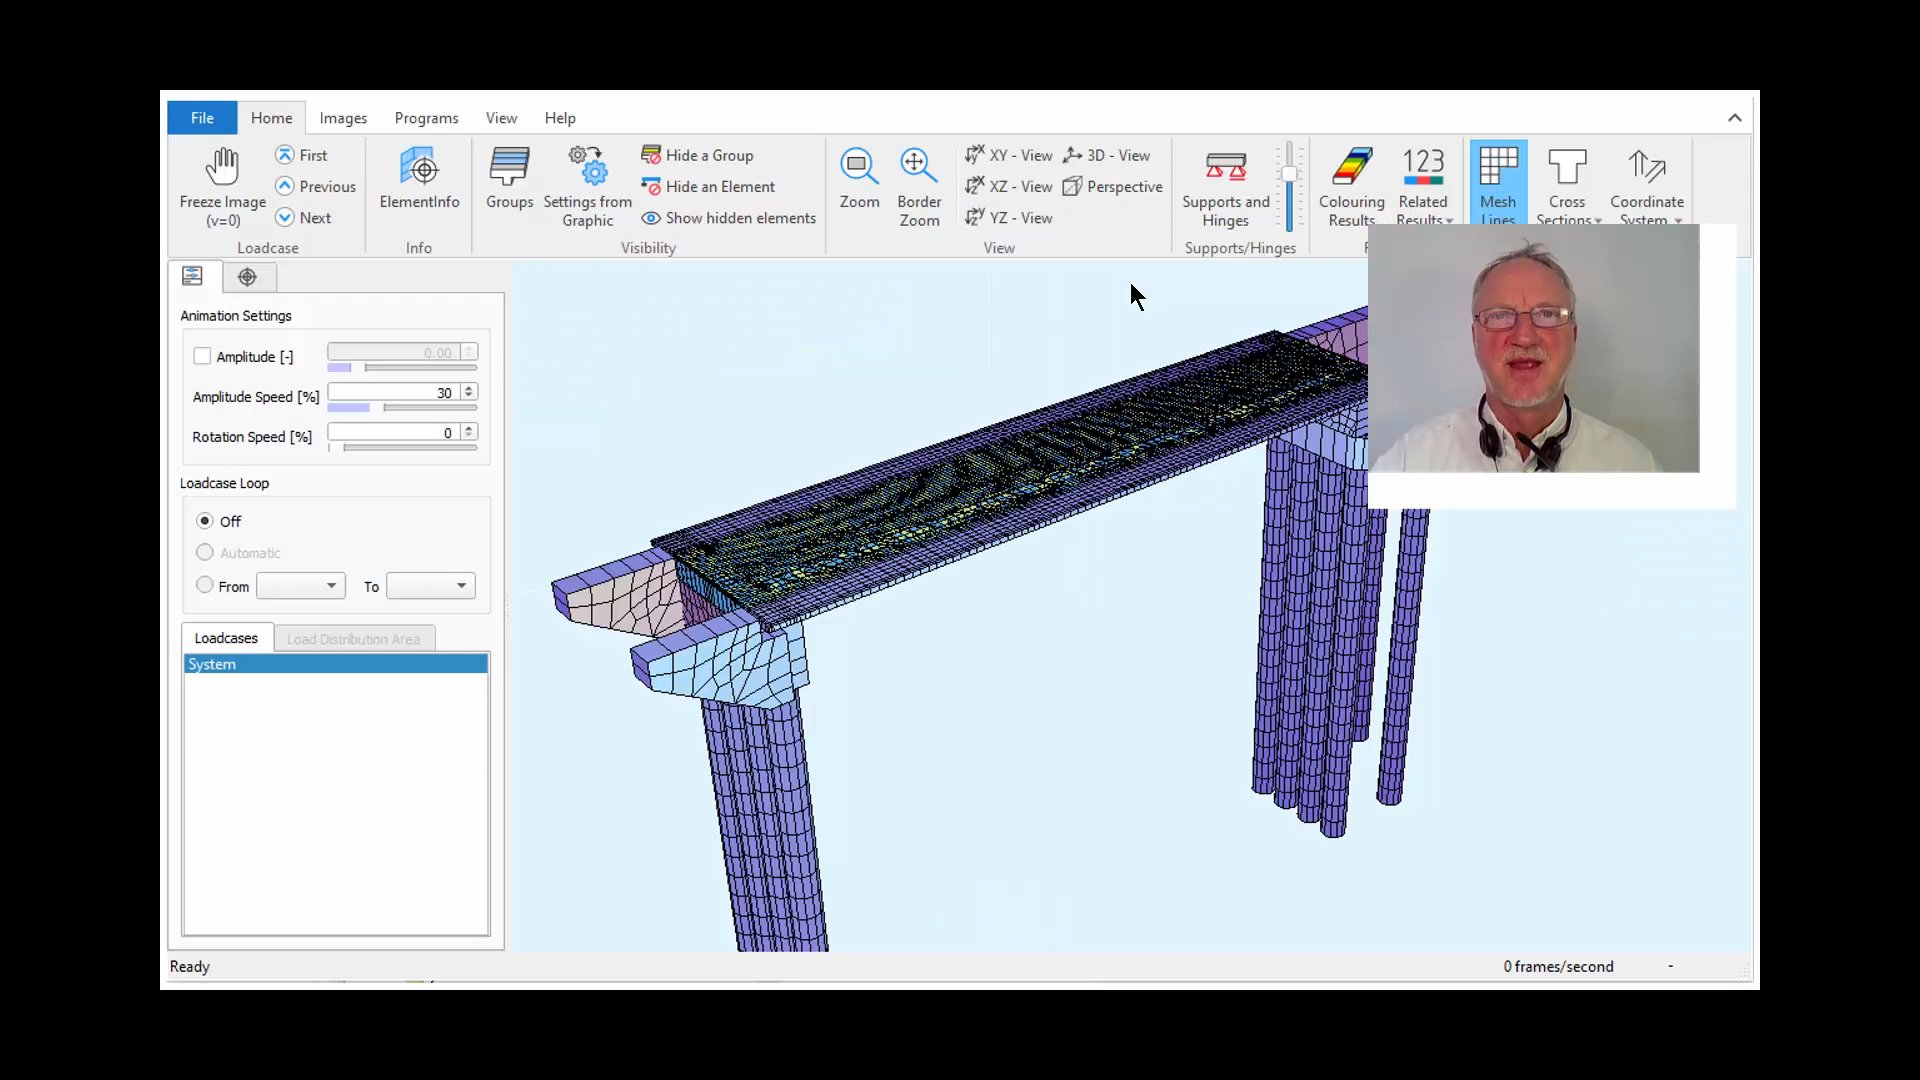 File Home Images Programs View Help
Freeze Image (v=0)
First
Previous
Next
Loadcase
ElementInfo
Info
Groups
Settings from Graphic
Hide a Group
Hide an Element
Show hidden elements
Visibility
Zoom
Border Zoom
XY - View
XZ - View
YZ - View
3D - View
Perspective
View
Supports and Hinges
Supports/Hinges
Colouring Results
123
Related Results
Mesh Lines
Cross Sections
Coordinate System
Animation Settings
Amplitude [-] 0.00
Amplitude Speed [%] 30
Rotation Speed [%] 0
Loadcase Loop
Off
Automatic
From To
Loadcases Load Distribution Area
System
Ready 0 frames/second -